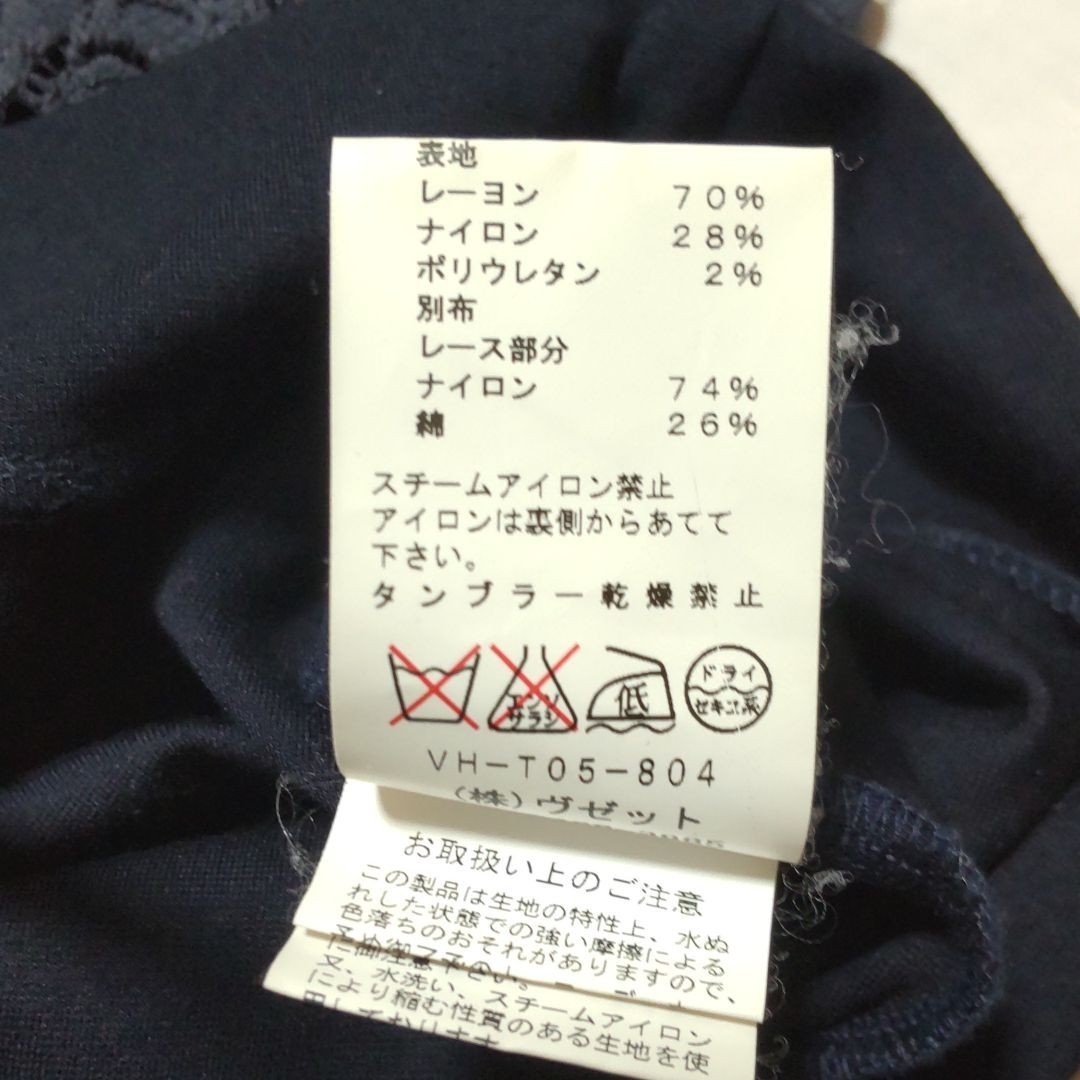 表地
レーヨン 70%
ナイロン 28%
ポリウレタン 2%
別布
レース部分
ナイロン 74%
綿 26%
スチームアイロン禁止
アイロンは裏側からあてて
下さい。
タンブラー乾燥禁止
エンソ
サラシ
低
ドライ
セキユ系
VH-T05-804
(株)ヴゼット
お取扱い上のご注意
この製品は生地の特性上、水ぬ
れした状態での強い摩擦による
色落ちのおそれがありますので、
又、水洗い、スチームアイロン
により縮む性質のある生地を使